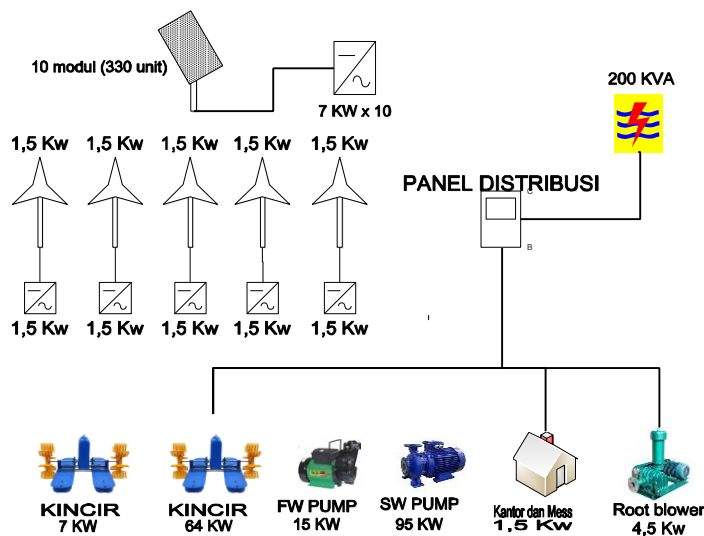 10 modul (330 unit)
7 KW x 10
200 KVA
1,5 Kw 1,5 Kw 1,5 Kw 1,5 Kw 1,5 Kw
PANEL DISTRIBUSI
C
B
1,5 Kw 1,5 Kw 1,5 Kw 1,5 Kw 1,5 Kw
KINCIR
7 KW
KINCIR
64 KW
FW PUMP
15 KW
SW PUMP
95 KW
Kantor dan Mess
1,5 Kw
Root blower
4,5 Kw